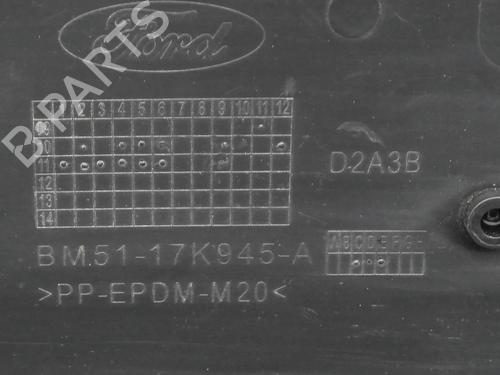 Ford
B-PARTS
1 2 3 4 5 6 7 8 9 10 11 12
09
10
11
12
13
14
D2A3B
BM51-17K945-A
A B C D E F G H
>PP-EPDM-M20<